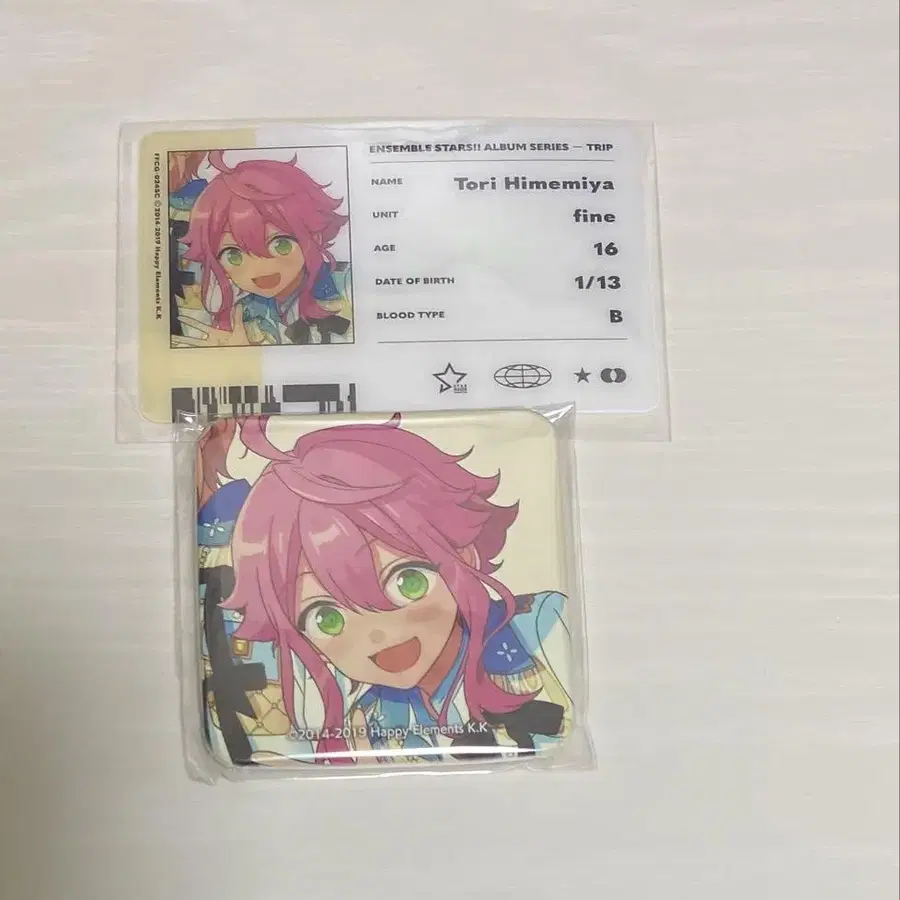 ENSEMBLE STARS!! ALBUM SERIES — TRIP
NAME Tori Himemiya
UNIT fine
AGE 16
DATE OF BIRTH 1/13
BLOOD TYPE B
©2014-2019 Happy Elements K.K
©2014-2019 Happy Elements K.K